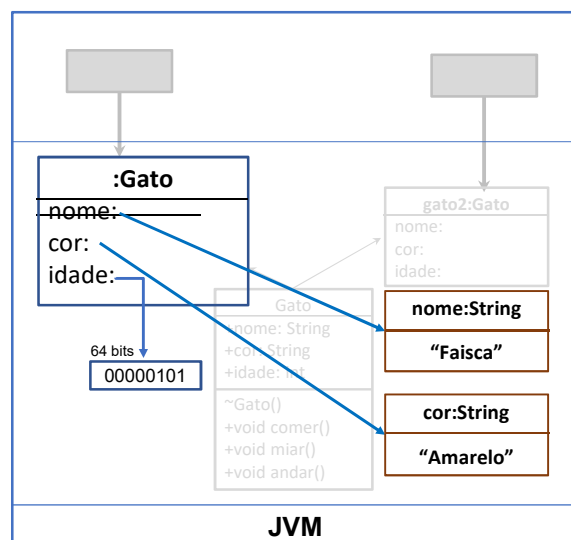 :Gato
nome:
cor:
idade:
64 bits
00000101
gato2:Gato
nome:
cor:
idade:
Gato
+nome: String
+cor: String
+idade: int
~Gato()
+void comer()
+void miar()
+void andar()
nome:String
“Faisca”
cor:String
“Amarelo”
JVM